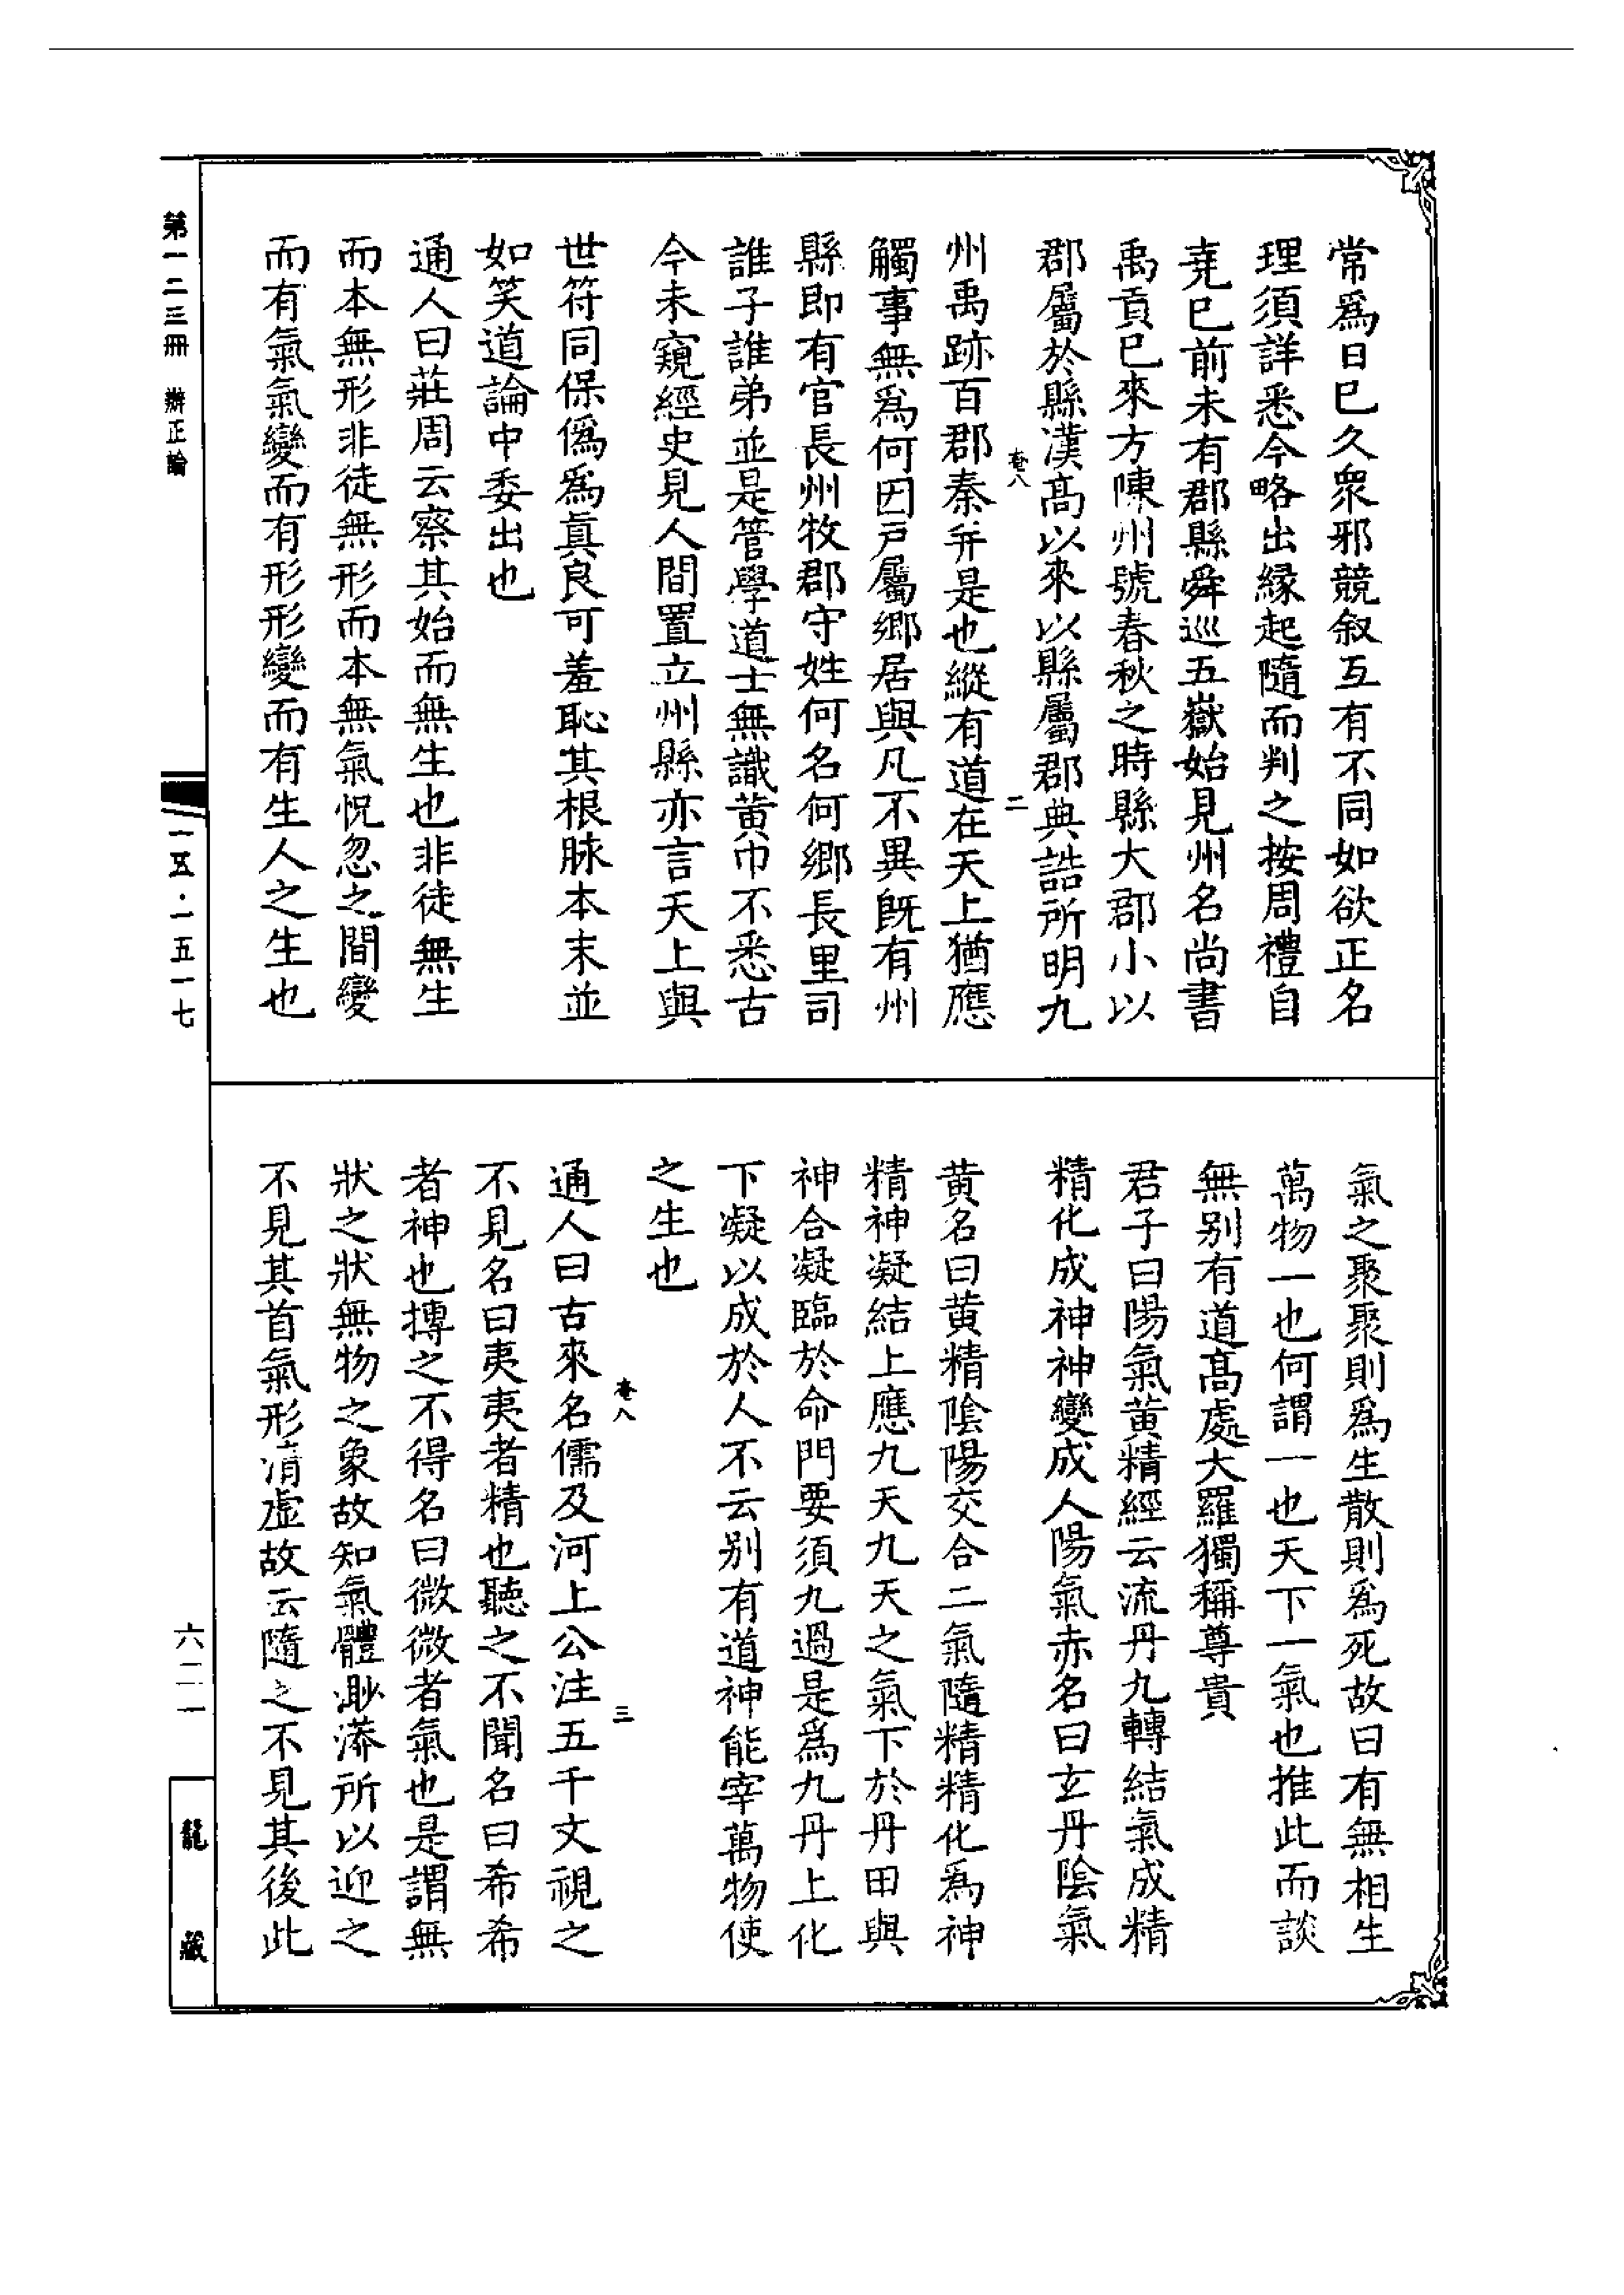 常爲日巳久衆邪競叙互有不同如欲正名
理須詳悉今略出緣起隨而判之按周禮自
堯巳前未有郡縣舜巡五嶽始見州名尚書
禹貢巳來方陳州號春秋之時縣大郡小以
郡屬於縣漢高以來以縣屬郡典誥所明九
八
二
州禹跡百郡秦并是也縱有道在天上猶應
觸事無爲何因戸屬鄉居與凡不異旣有州
縣即有官長州牧郡守姓何名何鄉長里司
誰子誰弟並是管學道士無識黃巾不悉古
今未窺經史見人間置立州縣亦言天上與
世符同保僞爲眞良可羞恥其根脉本末並
如笑道論中委出也
通人曰莊周云察其始而無生也非徒無生
而本無形非徒無形而本無氣怳忽之間變
而有氣氣變而有形形變而有生人之生也
氣之聚聚則爲生散則爲死故曰有無相生
萬物一也何謂一也天下一氣也推此而談
無別有道高處大羅獨稱尊貴
君子曰陽氣黃精經云流丹九轉結氣成精
精化成神神變成人陽氣赤名曰玄丹陰氣
黃名曰黃精陰陽交合二氣隨精精化爲神
精神凝結上應九天九天之氣下於丹田與
神合凝臨於命門要須九過是爲九丹上化
下凝以成於人不云別有道神能宰萬物使
之生也
八
三
通人曰古來名儒及河上公注五千文視之
不見名曰夷夷者精也聽之不聞名曰希希
者神也摶之不得名曰微微者氣也是謂無
狀之狀無物之象故知氣體眇漭所以迎之
不見其首氣形清虛故云隨之不見其後此
第一二三冊 辯正論
一五·一五一七
六二一
龍藏